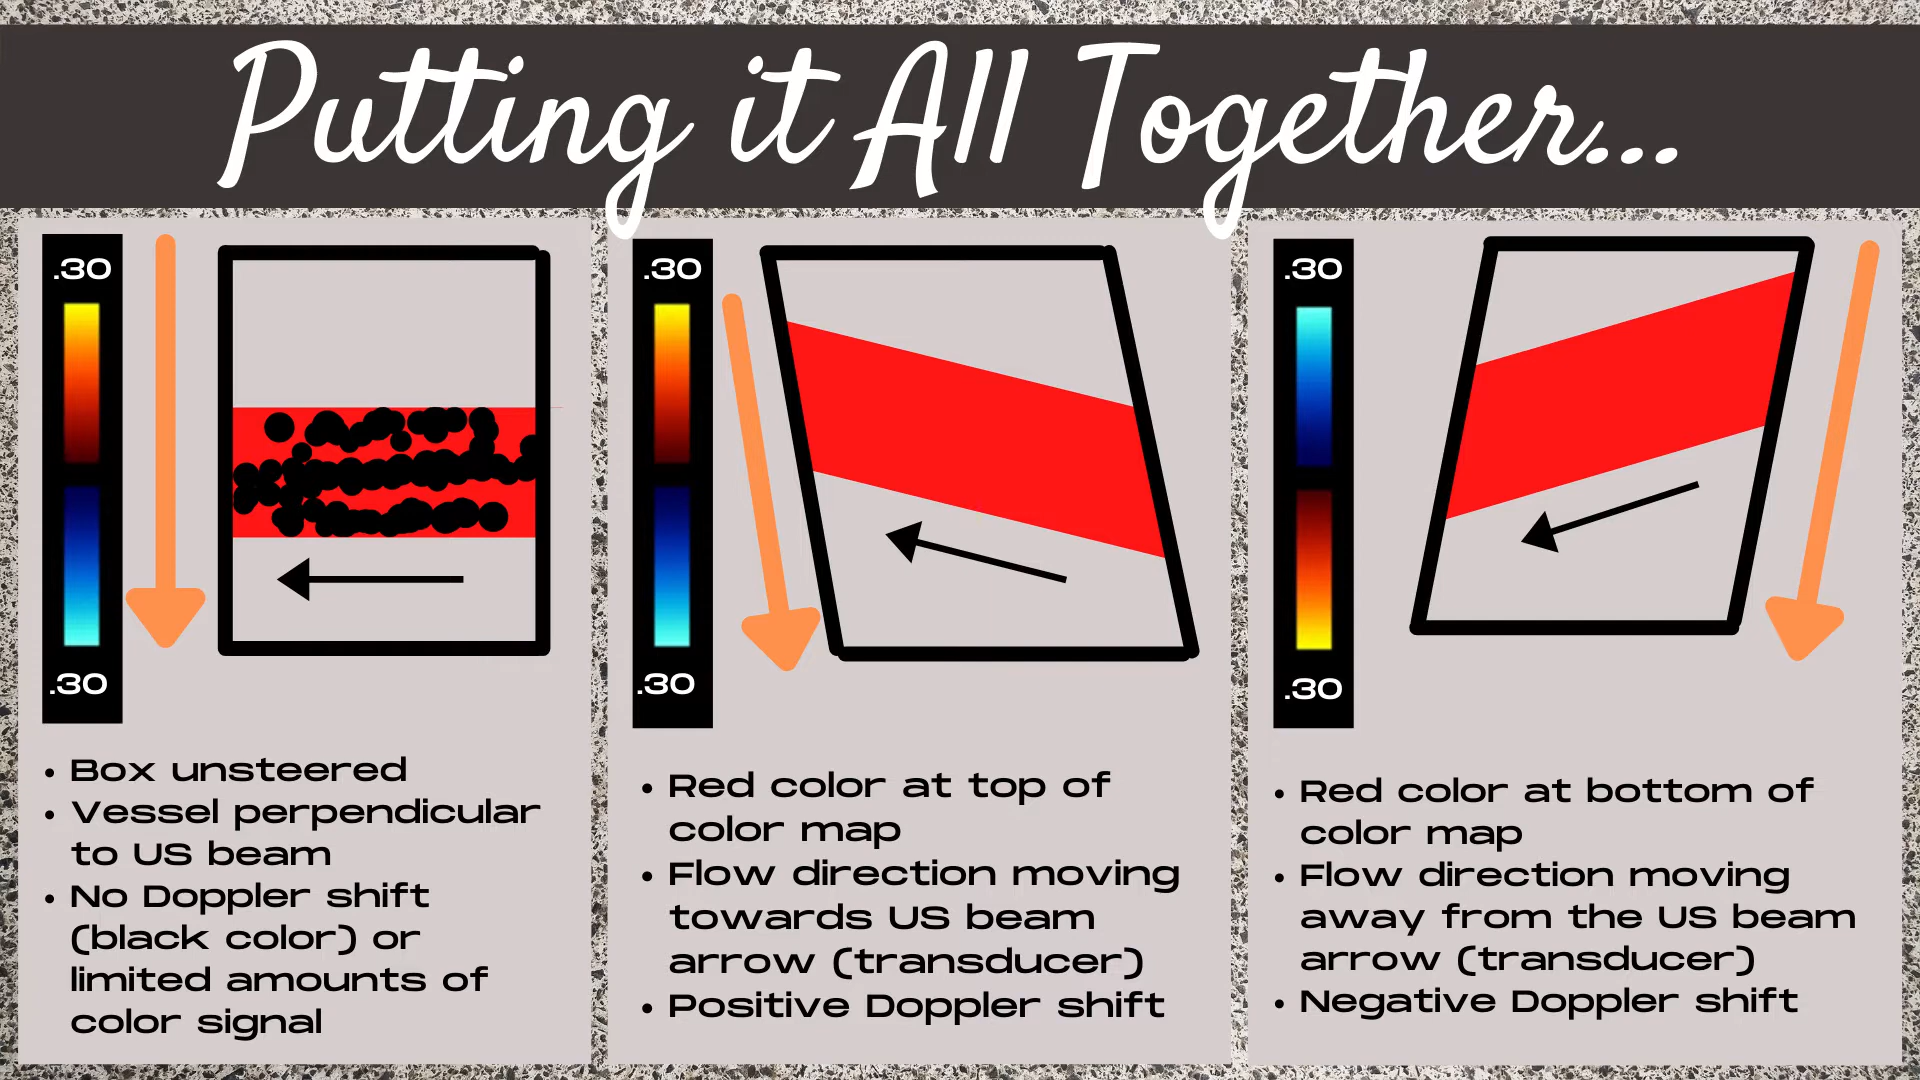 Putting it All Together...
.30
.30
• Box unsteered
• Vessel perpendicular
to US beam
• No Doppler shift
(black color) or
limited amounts of
color signal
.30
.30
• Red color at top of
color map
• Flow direction moving
towards US beam
arrow (transducer)
• Positive Doppler shift
.30
.30
• Red color at bottom of
color map
• Flow direction moving
away from the US beam
arrow (transducer)
• Negative Doppler shift